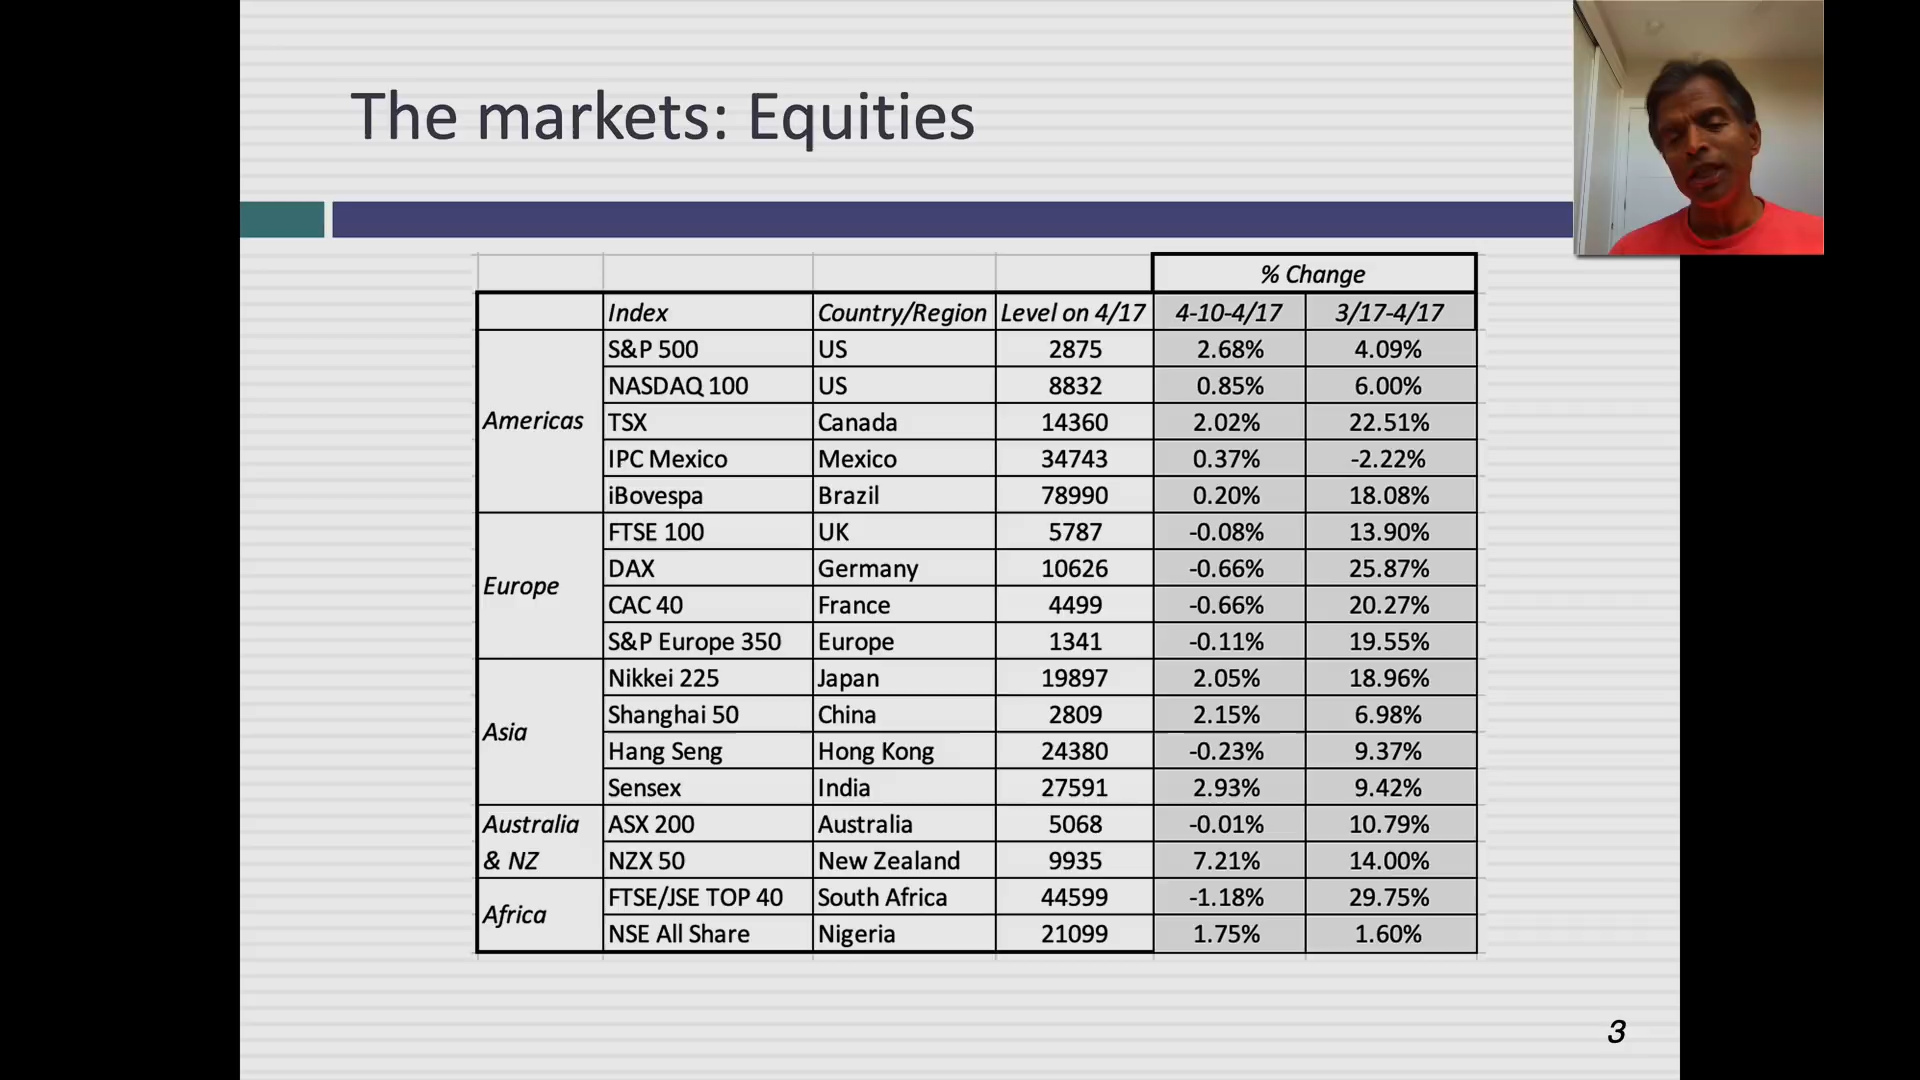 The markets: Equities
% Change
Index Country/Region Level on 4/17 4-10-4/17 3/17-4/17
Americas
S&P 500 US 2875 2.68% 4.09%
NASDAQ 100 US 8832 0.85% 6.00%
TSX Canada 14360 2.02% 22.51%
IPC Mexico Mexico 34743 0.37% -2.22%
iBovespa Brazil 78990 0.20% 18.08%
Europe
FTSE 100 UK 5787 -0.08% 13.90%
DAX Germany 10626 -0.66% 25.87%
CAC 40 France 4499 -0.66% 20.27%
S&P Europe 350 Europe 1341 -0.11% 19.55%
Asia
Nikkei 225 Japan 19897 2.05% 18.96%
Shanghai 50 China 2809 2.15% 6.98%
Hang Seng Hong Kong 24380 -0.23% 9.37%
Sensex India 27591 2.93% 9.42%
Australia
& NZ
ASX 200 Australia 5068 -0.01% 10.79%
NZX 50 New Zealand 9935 7.21% 14.00%
Africa
FTSE/JSE TOP 40 South Africa 44599 -1.18% 29.75%
NSE All Share Nigeria 21099 1.75% 1.60%
3